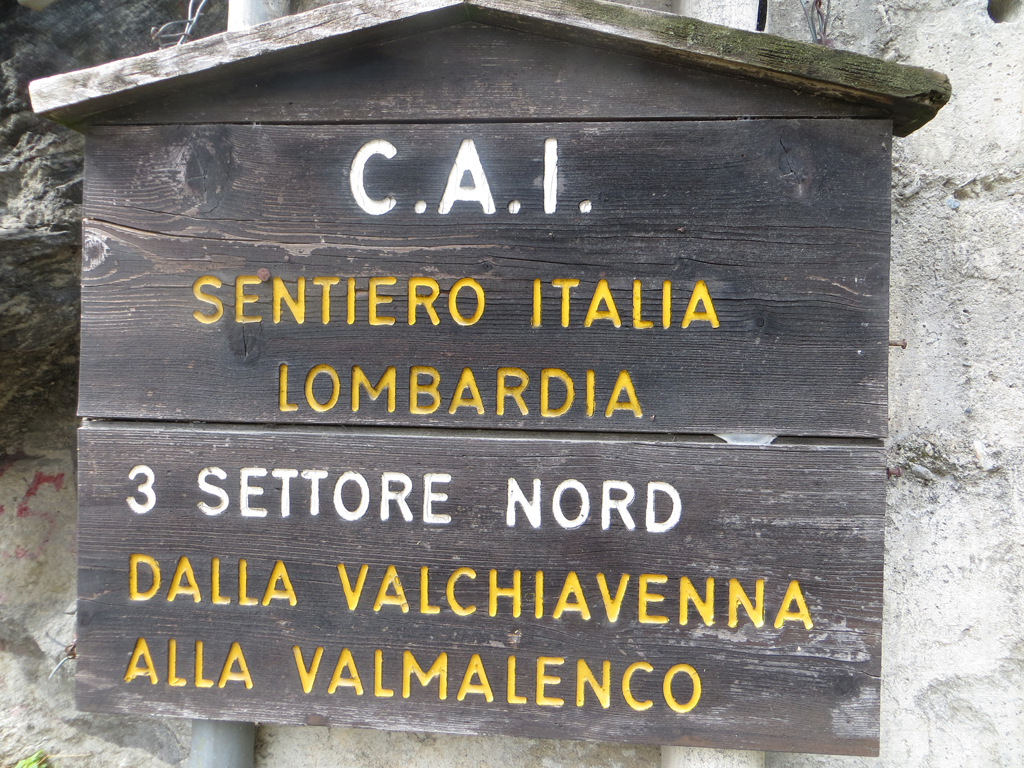 C.A.I.
SENTIERO ITALIA
LOMBARDIA
3 SETTORE NORD
DALLA VALCHIAVENNA
ALLA VALMALENCO